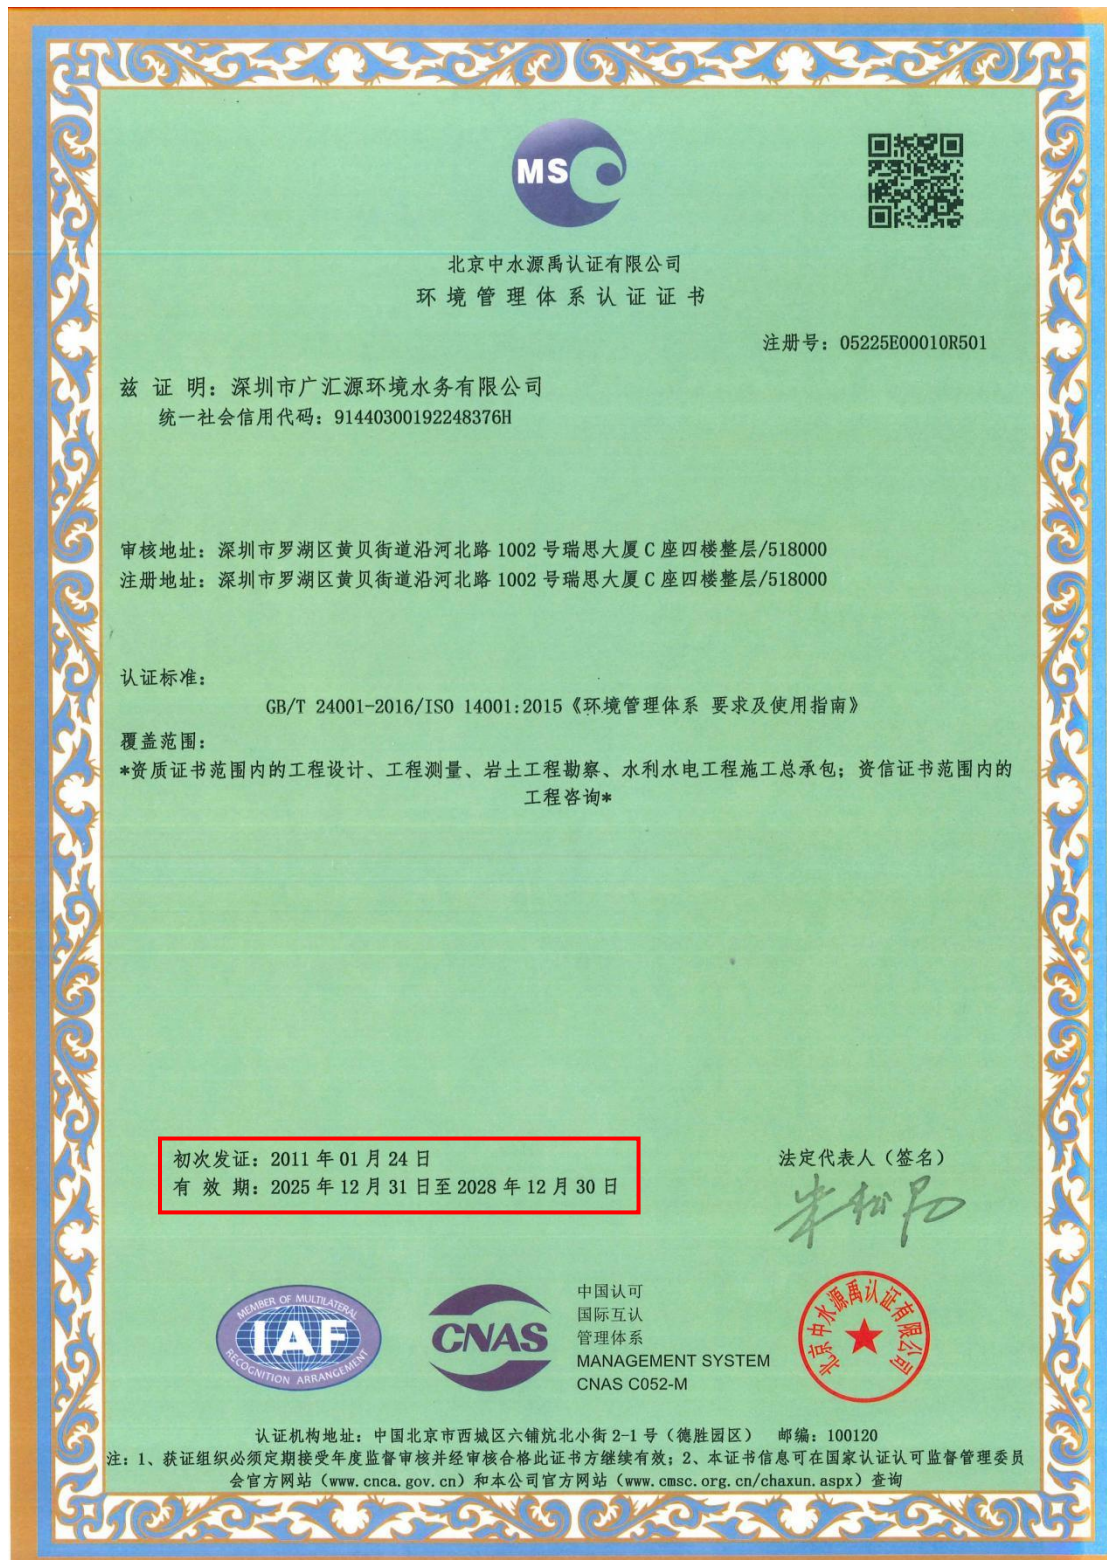 MSC
北京中水源禹认证有限公司
环境管理体系认证证书
注册号：05225E00010R501
兹 证 明：深圳市广汇源环境水务有限公司
统一社会信用代码：91440300192248376H
审核地址：深圳市罗湖区黄贝街道沿河北路 1002 号瑞思大厦 C 座四楼整层/518000
注册地址：深圳市罗湖区黄贝街道沿河北路 1002 号瑞思大厦 C 座四楼整层/518000
认证标准：
GB/T 24001-2016/ISO 14001:2015《环境管理体系 要求及使用指南》
覆盖范围：
*资质证书范围内的工程设计、工程测量、岩土工程勘察、水利水电工程施工总承包；资信证书范围内的
工程咨询*
初次发证：2011 年 01 月 24 日
有 效 期：2025 年 12 月 31 日至 2028 年 12 月 30 日
法定代表人（签名）
MEMBER OF MULTILATERAL
IAF
RECOGNITION ARRANGEMENT
CNAS
中国认可
国际互认
管理体系
MANAGEMENT SYSTEM
CNAS C052-M
北京中水源禹认证有限公司
认证机构地址：中国北京市西城区六铺炕北小街 2-1 号（德胜园区） 邮编：100120
注：1、获证组织必须定期接受年度监督审核并经审核合格此证书方继续有效；2、本证书信息可在国家认证认可监督管理委员
会官方网站（www.cnca.gov.cn）和本公司官方网站（www.cmsc.org.cn/chaxun.aspx）查询